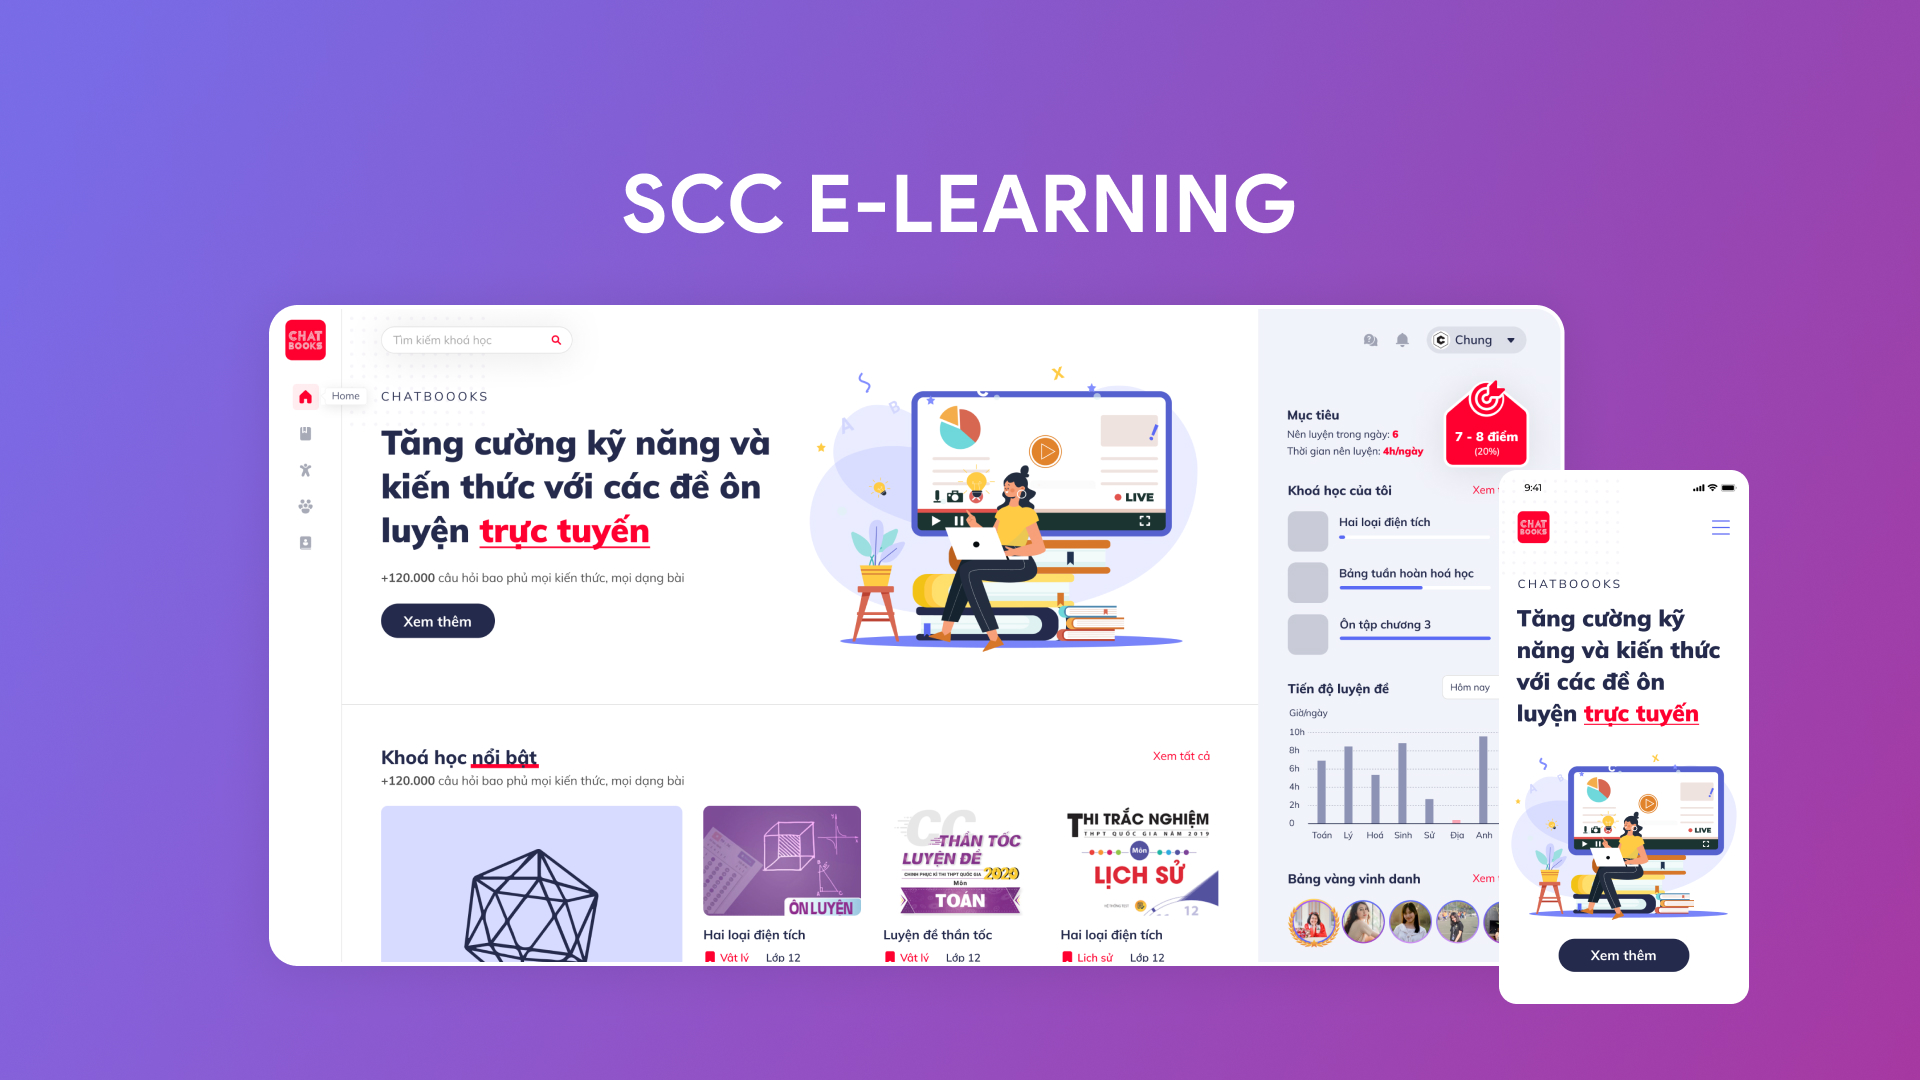 SCC E-LEARNING
CHAT
BOOKS
Tìm kiếm khoá học
Chung
Home
CHATBOOOKS
Tăng cường kỹ năng và
kiến thức với các đề ôn
luyện trực tuyến
+120.000 câu hỏi bao phủ mọi kiến thức, mọi dạng bài
Xem thêm
A
B
C
X
LIVE
Mục tiêu
Nên luyện trong ngày: 6
Thời gian nên luyện: 4h/ngày
7 - 8 điểm
(20%)
Khoá học của tôi
Xem
Hai loại điện tích
Bảng tuần hoàn hoá học
Ôn tập chương 3
Tiến độ luyện đề
Hôm nay
Giờ/ngày
10h
8h
6h
4h
2h
0
Toán Lý Hoá Sinh Sử Địa Anh
Bảng vàng vinh danh
Xem
Khoá học nổi bật
Xem tất cả
+120.000 câu hỏi bao phủ mọi kiến thức, mọi dạng bài
ÔN LUYỆN
Hai loại điện tích
Vật lý Lớp 12
CC
THẦN TỐC
LUYỆN ĐỀ
CHINH PHỤC KÌ THI THPT QUỐC GIA 2020
Môn
TOÁN
Luyện đề thần tốc
Vật lý Lớp 12
THI TRẮC NGHIỆM
THPT QUỐC GIA NĂM 2019
Môn
LỊCH SỬ
12
Hai loại điện tích
Lịch sử Lớp 12
9:41
CHAT
BOOKS
CHATBOOOKS
Tăng cường kỹ
năng và kiến thức
với các đề ôn
luyện trực tuyến
A
B
C
X
LIVE
Xem thêm